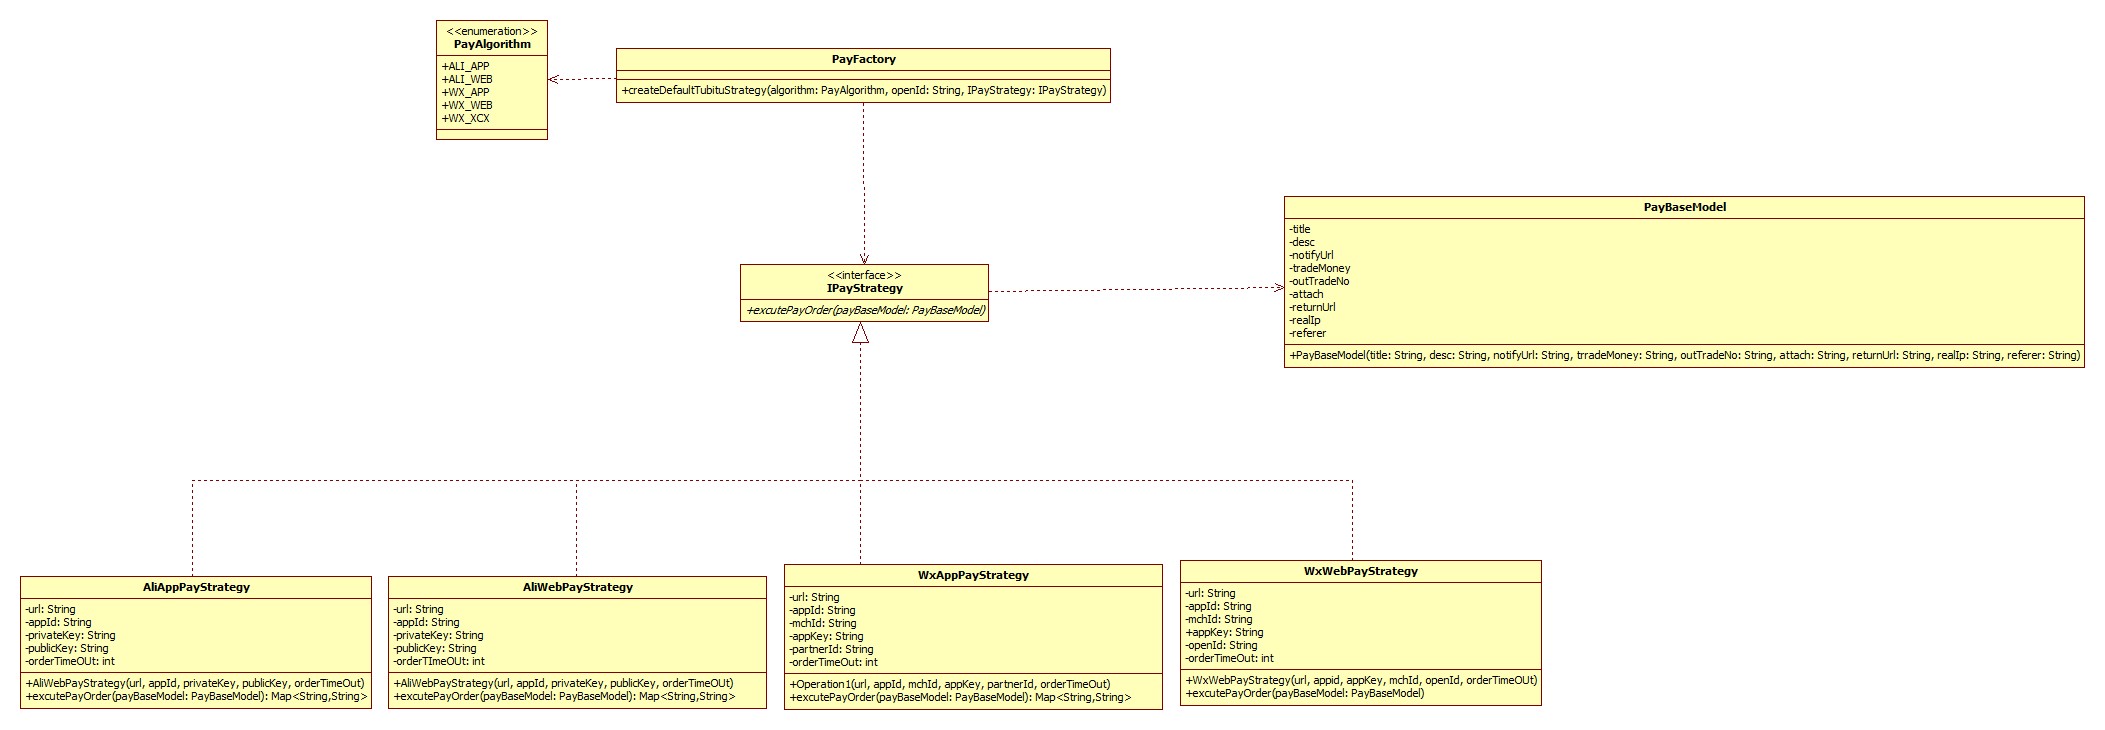 <<enumeration>>
PayAlgorithm
+ALI_APP
+ALI_WEB
+WX_APP
+WX_WEB
+WX_XCX
PayFactory
+createDefaultTubituStrategy(algorithm: PayAlgorithm, openId: String, IPayStrategy: IPayStrategy)
<<interface>>
IPayStrategy
+excutePayOrder(payBaseModel: PayBaseModel)
PayBaseModel
-title
-desc
-notifyUrl
-tradeMoney
-outTradeNo
-attach
-returnUrl
-realIp
-referer
+PayBaseModel(title: String, desc: String, notifyUrl: String, trradeMoney: String, outTradeNo: String, attach: String, returnUrl: String, realIp: String, referer: String)
AliAppPayStrategy
-url: String
-appId: String
-privateKey: String
-publicKey: String
-orderTimeOUt: int
+AliWebPayStrategy(url, appId, privateKey, publicKey, orderTimeOut)
+excutePayOrder(payBaseModel: PayBaseModel): Map<String,String>
AliWebPayStrategy
-url: String
-appId: String
-privateKey: String
-publicKey: String
-orderTImeOUt: int
+AliWebPayStrategy(url, appId, privateKey, publicKey, orderTimeOUt)
+excutePayOrder(payBaseModel: PayBaseModel): Map<String,String>
WxAppPayStrategy
-url: String
-appId: String
-mchId: String
-appKey: String
-partnerId: String
-orderTimeOut: int
+Operation1(url, appId, mchId, appKey, partnerId, orderTimeOut)
+excutePayOrder(payBaseModel: PayBaseModel): Map<String,String>
WxWebPayStrategy
-url: String
-appId: String
-mchId: String
+appKey: String
-openId: String
-orderTimeOut: int
+WxWebPayStrategy(url, appid, appKey, mchId, openId, orderTimeOUt)
+excutePayOrder(payBaseModel: PayBaseModel)